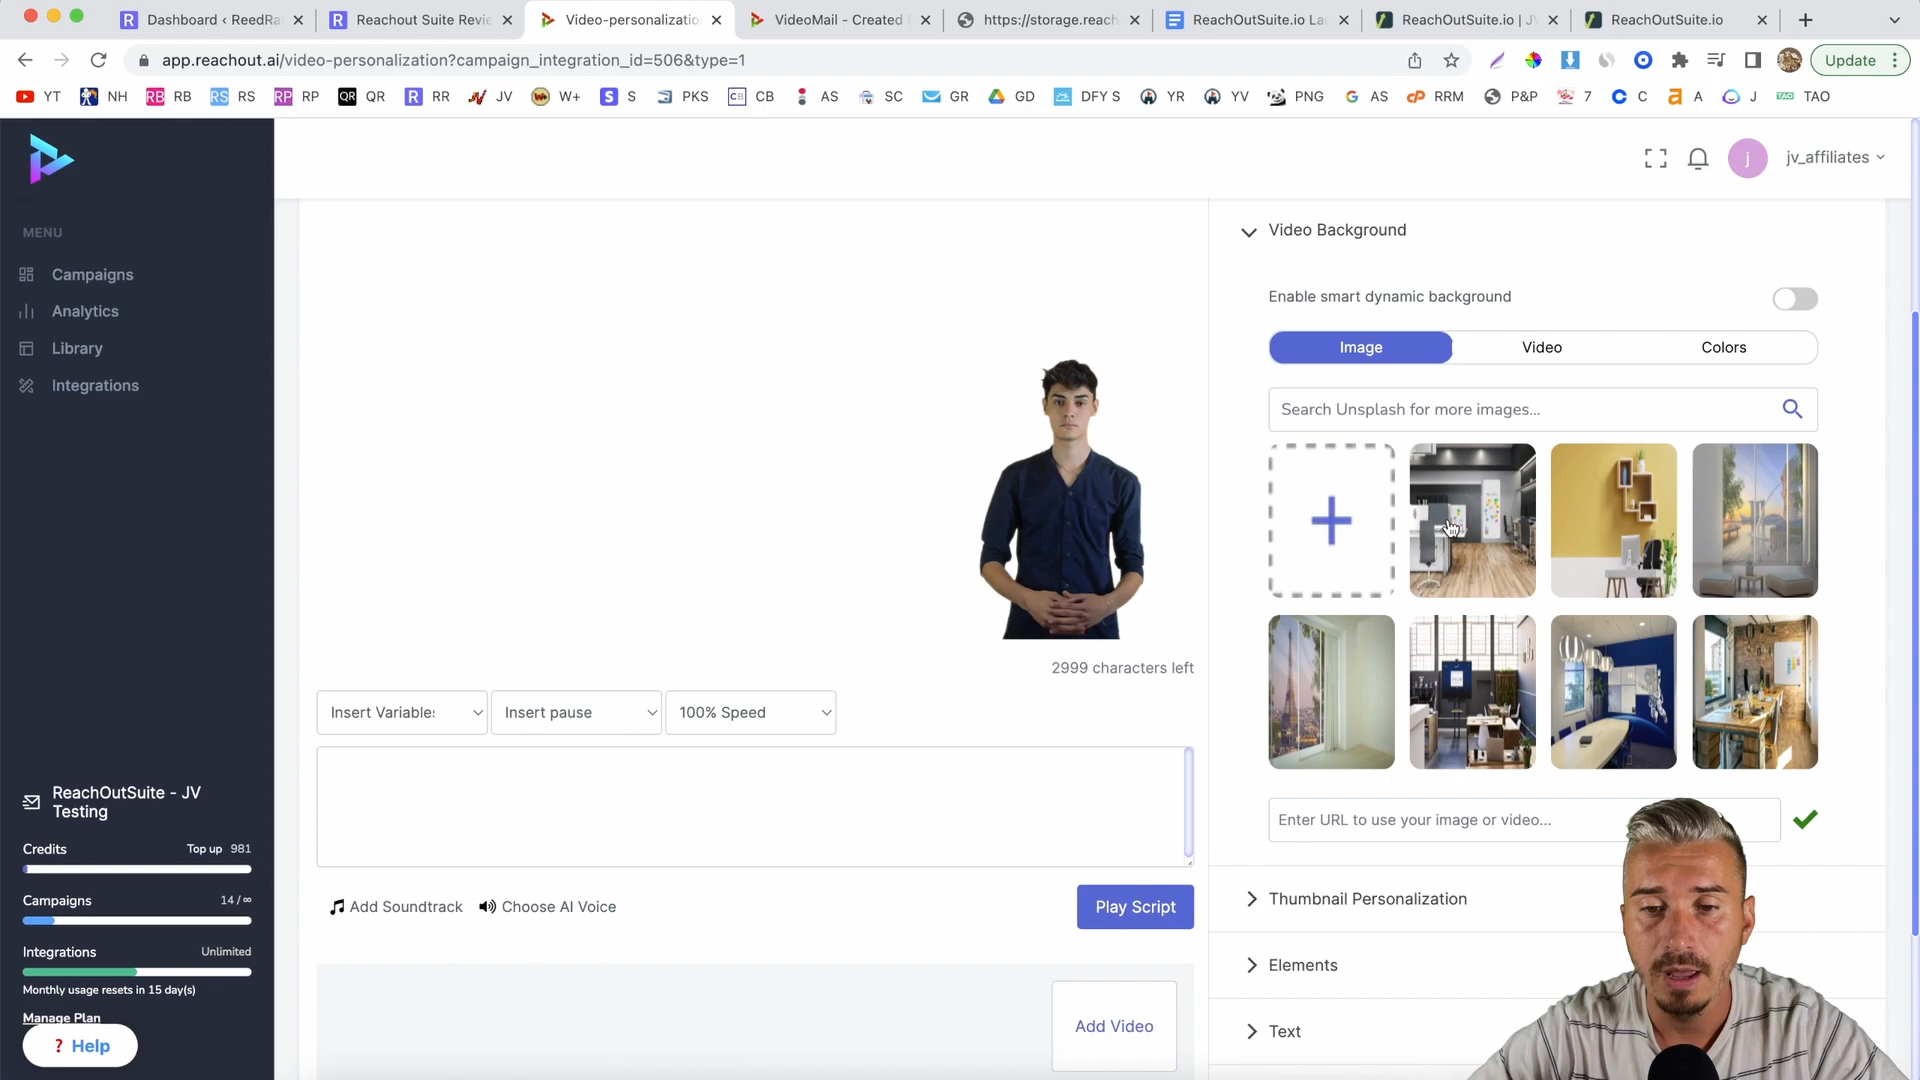 Dashboard ‹ ReedRa
Reachout Suite Revie
Video-personalizatio
VideoMail - Created
https://storage.reach
ReachOutSuite.io La
ReachOutSuite.io | JV
ReachOutSuite.io
app.reachout.ai/video-personalization?campaign_integration_id=506&type=1
Update
YT NH RB RS RP QR RR JV W+ S PKS CB AS SC GR GD DFY S YR YV PNG AS RRM P&P 7 C A J TAO
j
jv_affiliates
MENU
Campaigns
Analytics
Library
Integrations
ReachOutSuite - JV
Testing
Credits Top up 981
Campaigns 14 / ∞
Integrations Unlimited
Monthly usage resets in 15 day(s)
Manage Plan
? Help
2999 characters left
Insert Variable
Insert pause
100% Speed
Add Soundtrack
Choose AI Voice
Play Script
Add Video
Video Background
Enable smart dynamic background
Image
Video
Colors
Search Unsplash for more images...
Enter URL to use your image or video...
Thumbnail Personalization
Elements
Text